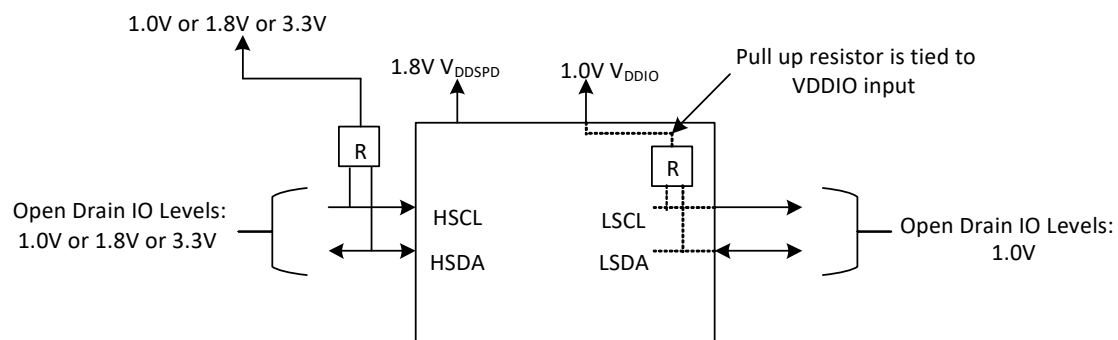 1.0V or 1.8V or 3.3V
1.8V VDDSPD
1.0V VDDIO
Pull up resistor is tied to
VDDIO input
R
R
Open Drain IO Levels:
1.0V or 1.8V or 3.3V
HSCL
HSDA
LSCL
LSDA
Open Drain IO Levels:
1.0V